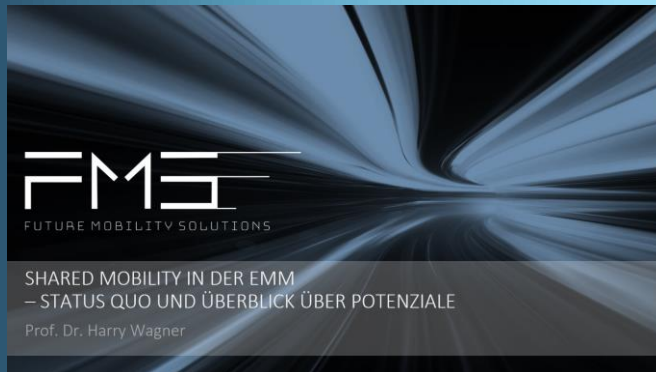 FMS
FUTURE MOBILITY SOLUTIONS
SHARED MOBILITY IN DER EMM
– STATUS QUO UND ÜBERBLICK ÜBER POTENZIALE
Prof. Dr. Harry Wagner